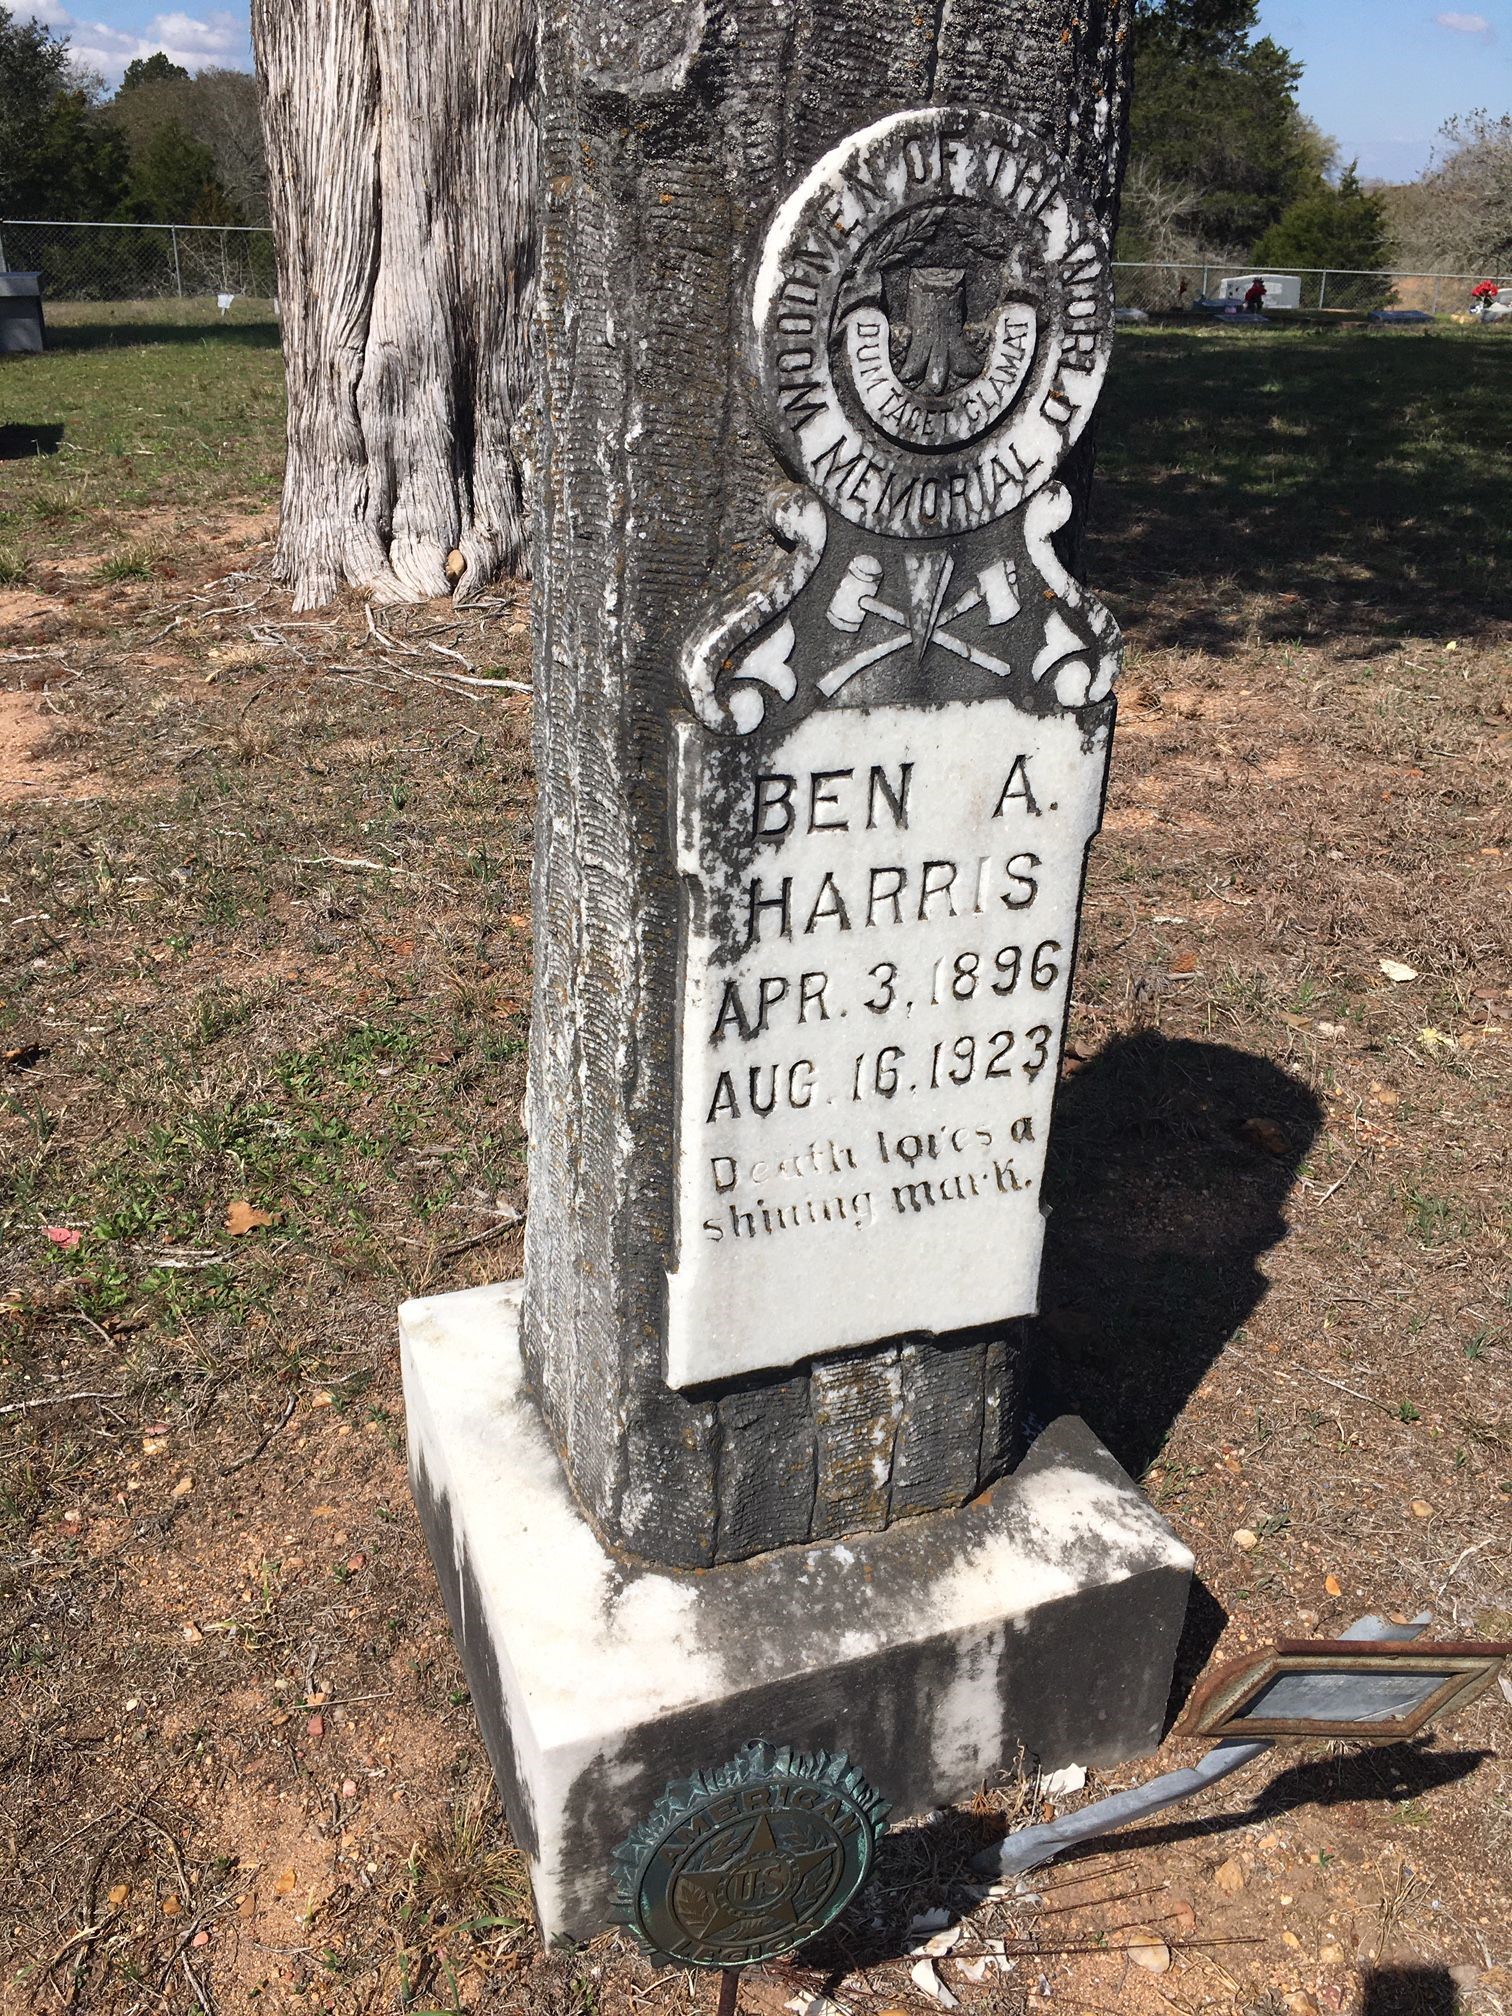 WOODMEN OF THE WORLD
MEMORIAL
DUM TACET CLAMAT
BEN A.
HARRIS
APR. 3, 1896
AUG. 16, 1923
Death loves a
shining mark.
AMERICAN
US
LEGION